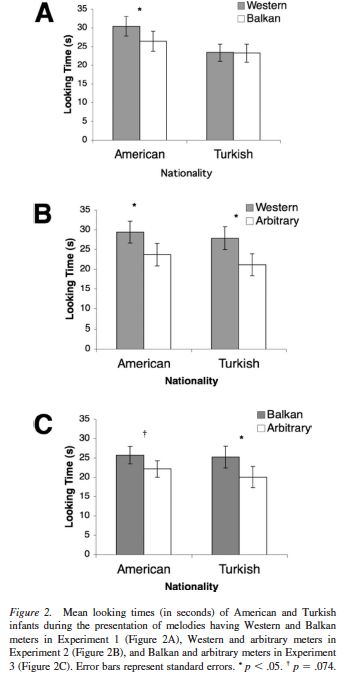 A
Western
Balkan
Looking Time (s)
35
30
25
20
15
10
5
0
*
American
Turkish
Nationality
B
Western
Arbitrary
Looking Time (s)
35
30
25
20
15
10
5
0
*
*
American
Turkish
Nationality
C
Balkan
Arbitrary
Looking Time (s)
35
30
25
20
15
10
5
0
†
*
American
Turkish
Nationality
Figure 2. Mean looking times (in seconds) of American and Turkish
infants during the presentation of melodies having Western and Balkan
meters in Experiment 1 (Figure 2A), Western and arbitrary meters in
Experiment 2 (Figure 2B), and Balkan and arbitrary meters in Experiment
3 (Figure 2C). Error bars represent standard errors. * p < .05. † p = .074.